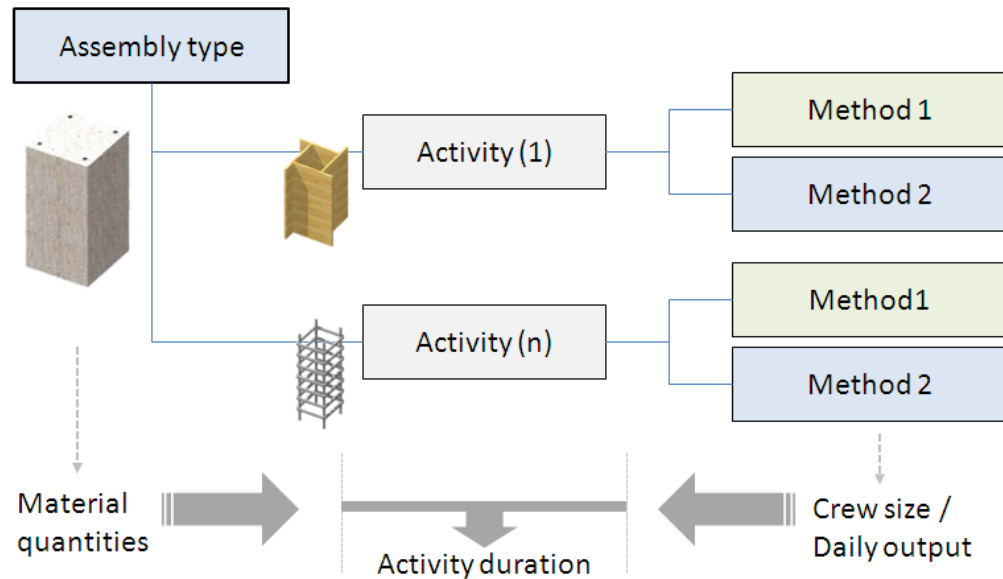 Assembly type
Activity (1)
Method 1
Method 2
Activity (n)
Method1
Method 2
Material
quantities
Activity duration
Crew size /
Daily output